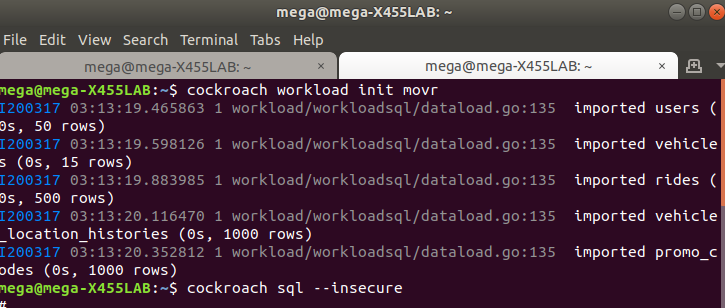 mega@mega-X455LAB: ~
File Edit View Search Terminal Tabs Help
mega@mega-X455LAB: ~ × mega@mega-X455LAB: ~ ×
mega@mega-X455LAB:~$ cockroach workload init movr
I200317 03:13:19.465863 1 workload/workloadsql/dataload.go:135  imported users (
0s, 50 rows)
I200317 03:13:19.598126 1 workload/workloadsql/dataload.go:135  imported vehicle
s (0s, 15 rows)
I200317 03:13:19.883985 1 workload/workloadsql/dataload.go:135  imported rides (
0s, 500 rows)
I200317 03:13:20.116470 1 workload/workloadsql/dataload.go:135  imported vehicle
_location_histories (0s, 1000 rows)
I200317 03:13:20.352812 1 workload/workloadsql/dataload.go:135  imported promo_c
odes (0s, 1000 rows)
mega@mega-X455LAB:~$ cockroach sql --insecure
#